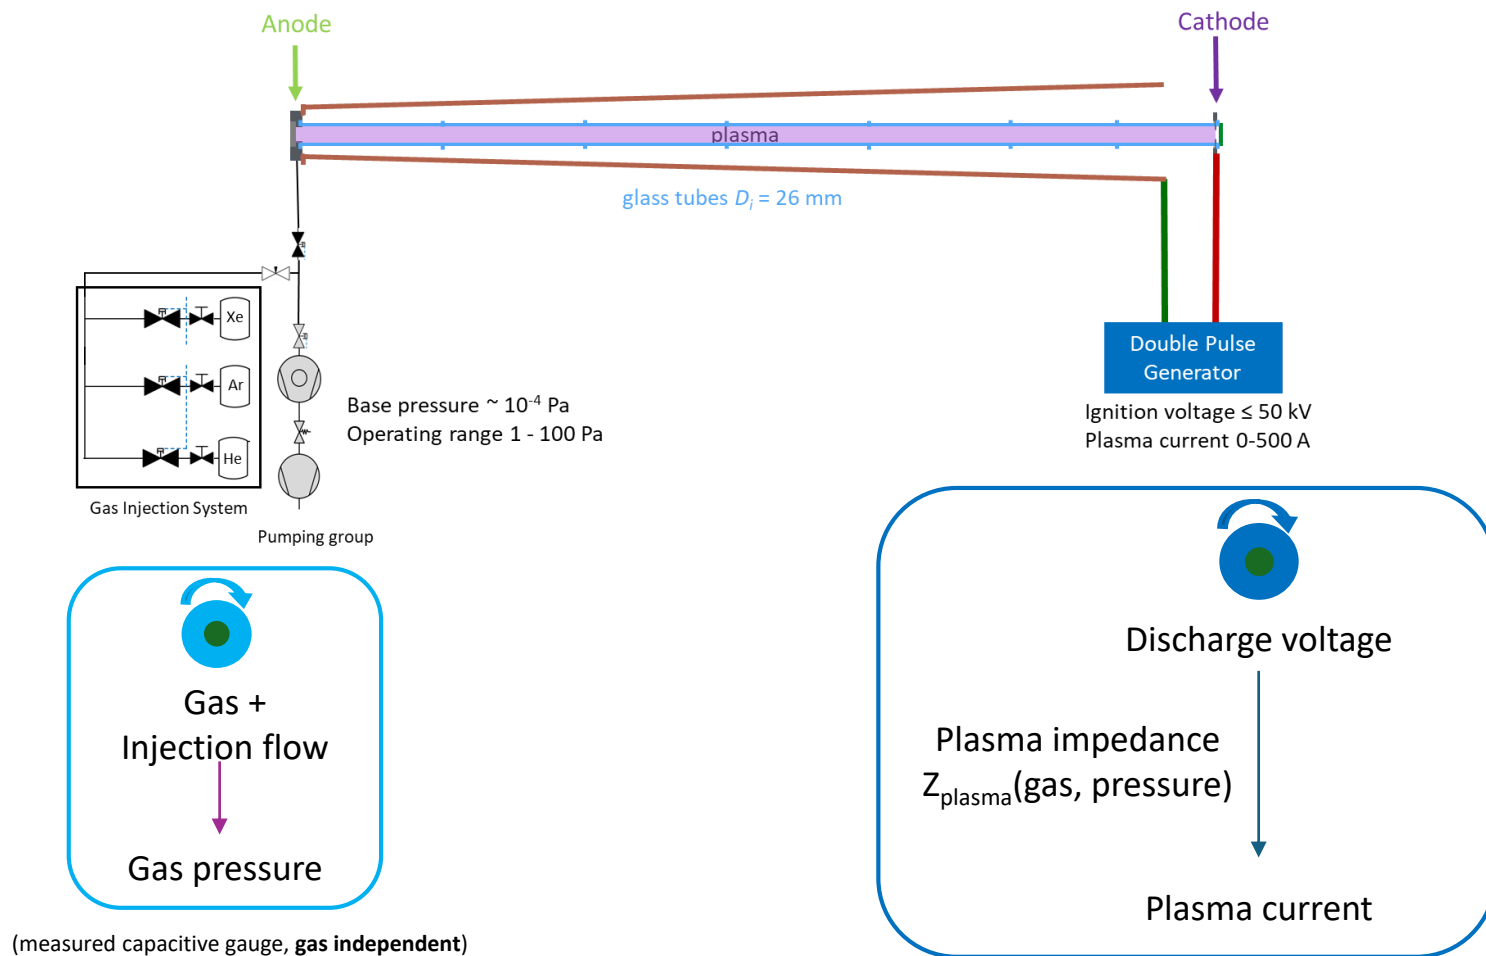 Anode
Cathode
plasma
glass tubes Di = 26 mm
Xe
Ar
He
Gas Injection System
Pumping group
Base pressure ~ 10-4 Pa
Operating range 1 - 100 Pa
Double Pulse
Generator
Ignition voltage ≤ 50 kV
Plasma current 0-500 A
Gas +
Injection flow
Gas pressure
(measured capacitive gauge, gas independent)
Discharge voltage
Plasma impedance
Zplasma(gas, pressure)
Plasma current